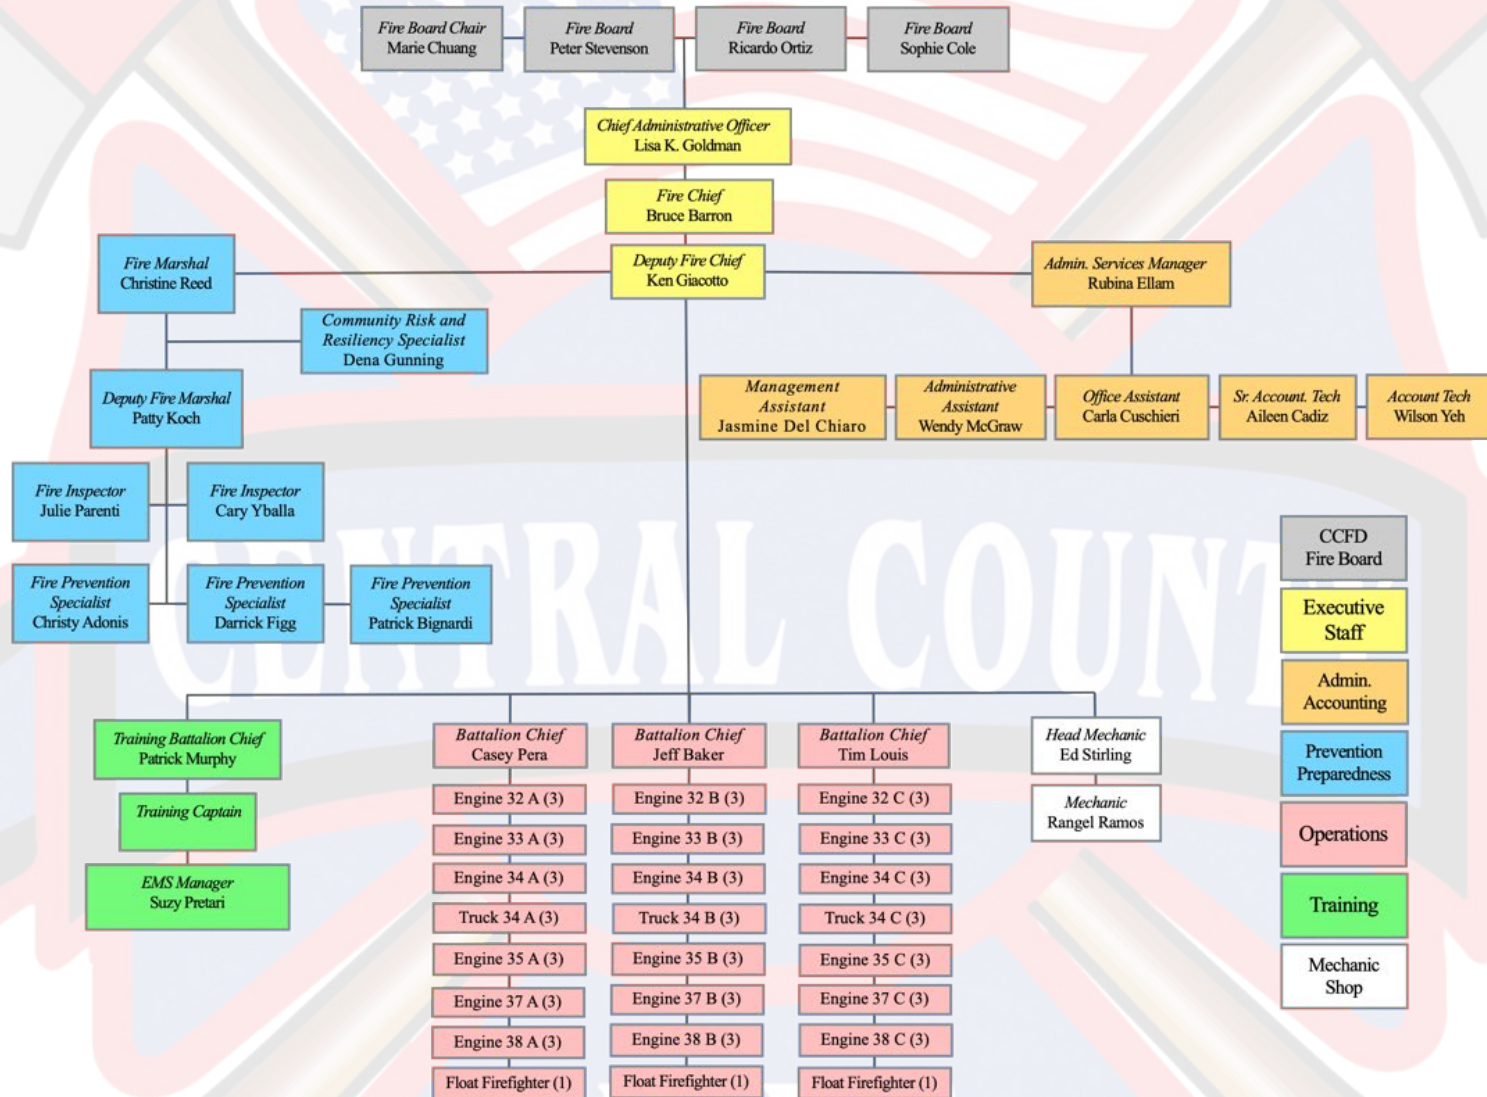 Fire Board Chair
Marie Chuang
Fire Board
Peter Stevenson
Fire Board
Ricardo Ortiz
Fire Board
Sophie Cole
Chief Administrative Officer
Lisa K. Goldman
Fire Chief
Bruce Barron
Deputy Fire Chief
Ken Giacotto
Fire Marshal
Christine Reed
Admin. Services Manager
Rubina Ellam
Community Risk and
Resiliency Specialist
Dena Gunning
Deputy Fire Marshal
Patty Koch
Management
Assistant
Jasmine Del Chiaro
Administrative
Assistant
Wendy McGraw
Office Assistant
Carla Cuschieri
Sr. Account. Tech
Aileen Cadiz
Account Tech
Wilson Yeh
Fire Inspector
Julie Parenti
Fire Inspector
Cary Yballa
Fire Prevention
Specialist
Christy Adonis
Fire Prevention
Specialist
Darrick Figg
Fire Prevention
Specialist
Patrick Bignardi
CENTRAL COUNTY
CCFD
Fire Board
Executive
Staff
Admin.
Accounting
Prevention
Preparedness
Operations
Training
Mechanic
Shop
Training Battalion Chief
Patrick Murphy
Training Captain
EMS Manager
Suzy Pretari
Battalion Chief
Casey Pera
Engine 32 A (3)
Engine 33 A (3)
Engine 34 A (3)
Truck 34 A (3)
Engine 35 A (3)
Engine 37 A (3)
Engine 38 A (3)
Float Firefighter (1)
Battalion Chief
Jeff Baker
Engine 32 B (3)
Engine 33 B (3)
Engine 34 B (3)
Truck 34 B (3)
Engine 35 B (3)
Engine 37 B (3)
Engine 38 B (3)
Float Firefighter (1)
Battalion Chief
Tim Louis
Engine 32 C (3)
Engine 33 C (3)
Engine 34 C (3)
Truck 34 C (3)
Engine 35 C (3)
Engine 37 C (3)
Engine 38 C (3)
Float Firefighter (1)
Head Mechanic
Ed Stirling
Mechanic
Rangel Ramos